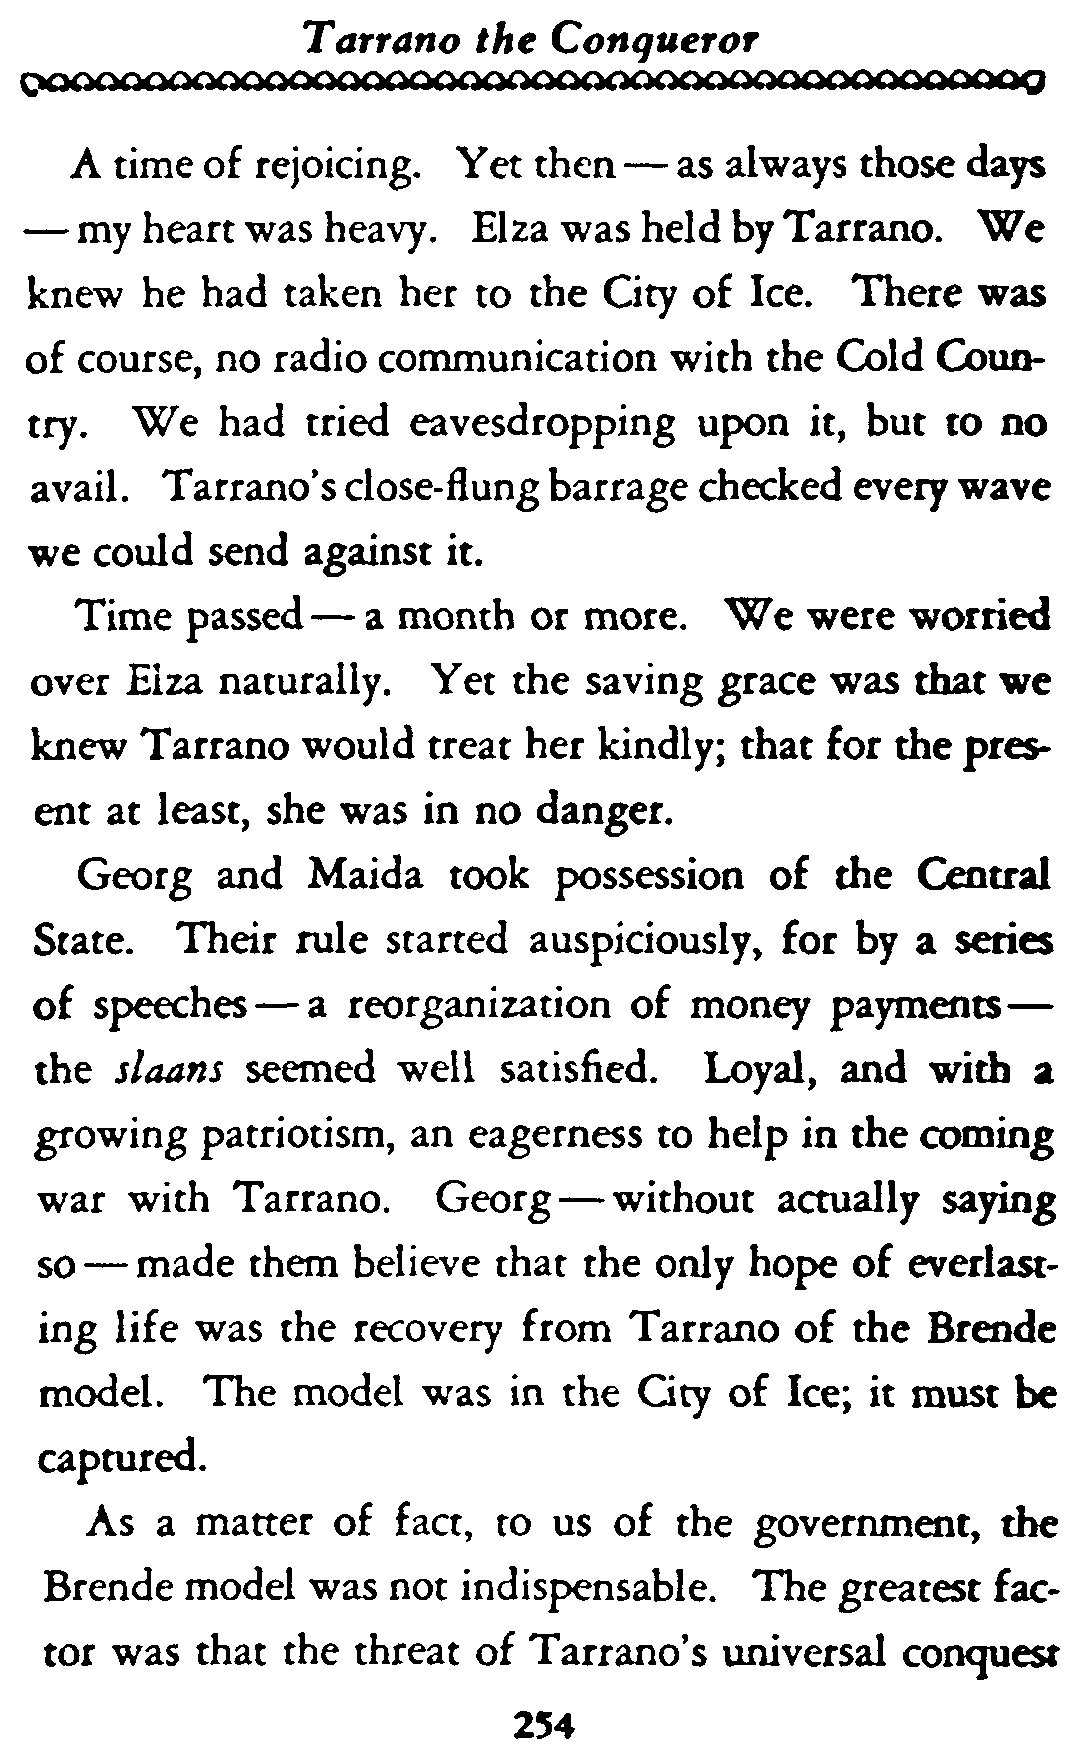 Tarrano the Conqueror
A time of rejoicing. Yet then — as always those days
— my heart was heavy. Elza was held by Tarrano. We
knew he had taken her to the City of Ice. There was
of course, no radio communication with the Cold Coun-
try. We had tried eavesdropping upon it, but to no
avail. Tarrano's close-flung barrage checked every wave
we could send against it.
Time passed — a month or more. We were worried
over Elza naturally. Yet the saving grace was that we
knew Tarrano would treat her kindly; that for the pres-
ent at least, she was in no danger.
Georg and Maida took possession of the Central
State. Their rule started auspiciously, for by a series
of speeches — a reorganization of money payments —
the slaans seemed well satisfied. Loyal, and with a
growing patriotism, an eagerness to help in the coming
war with Tarrano. Georg — without actually saying
so — made them believe that the only hope of everlast-
ing life was the recovery from Tarrano of the Brende
model. The model was in the City of Ice; it must be
captured.
As a matter of fact, to us of the government, the
Brende model was not indispensable. The greatest fac-
tor was that the threat of Tarrano's universal conquest
254